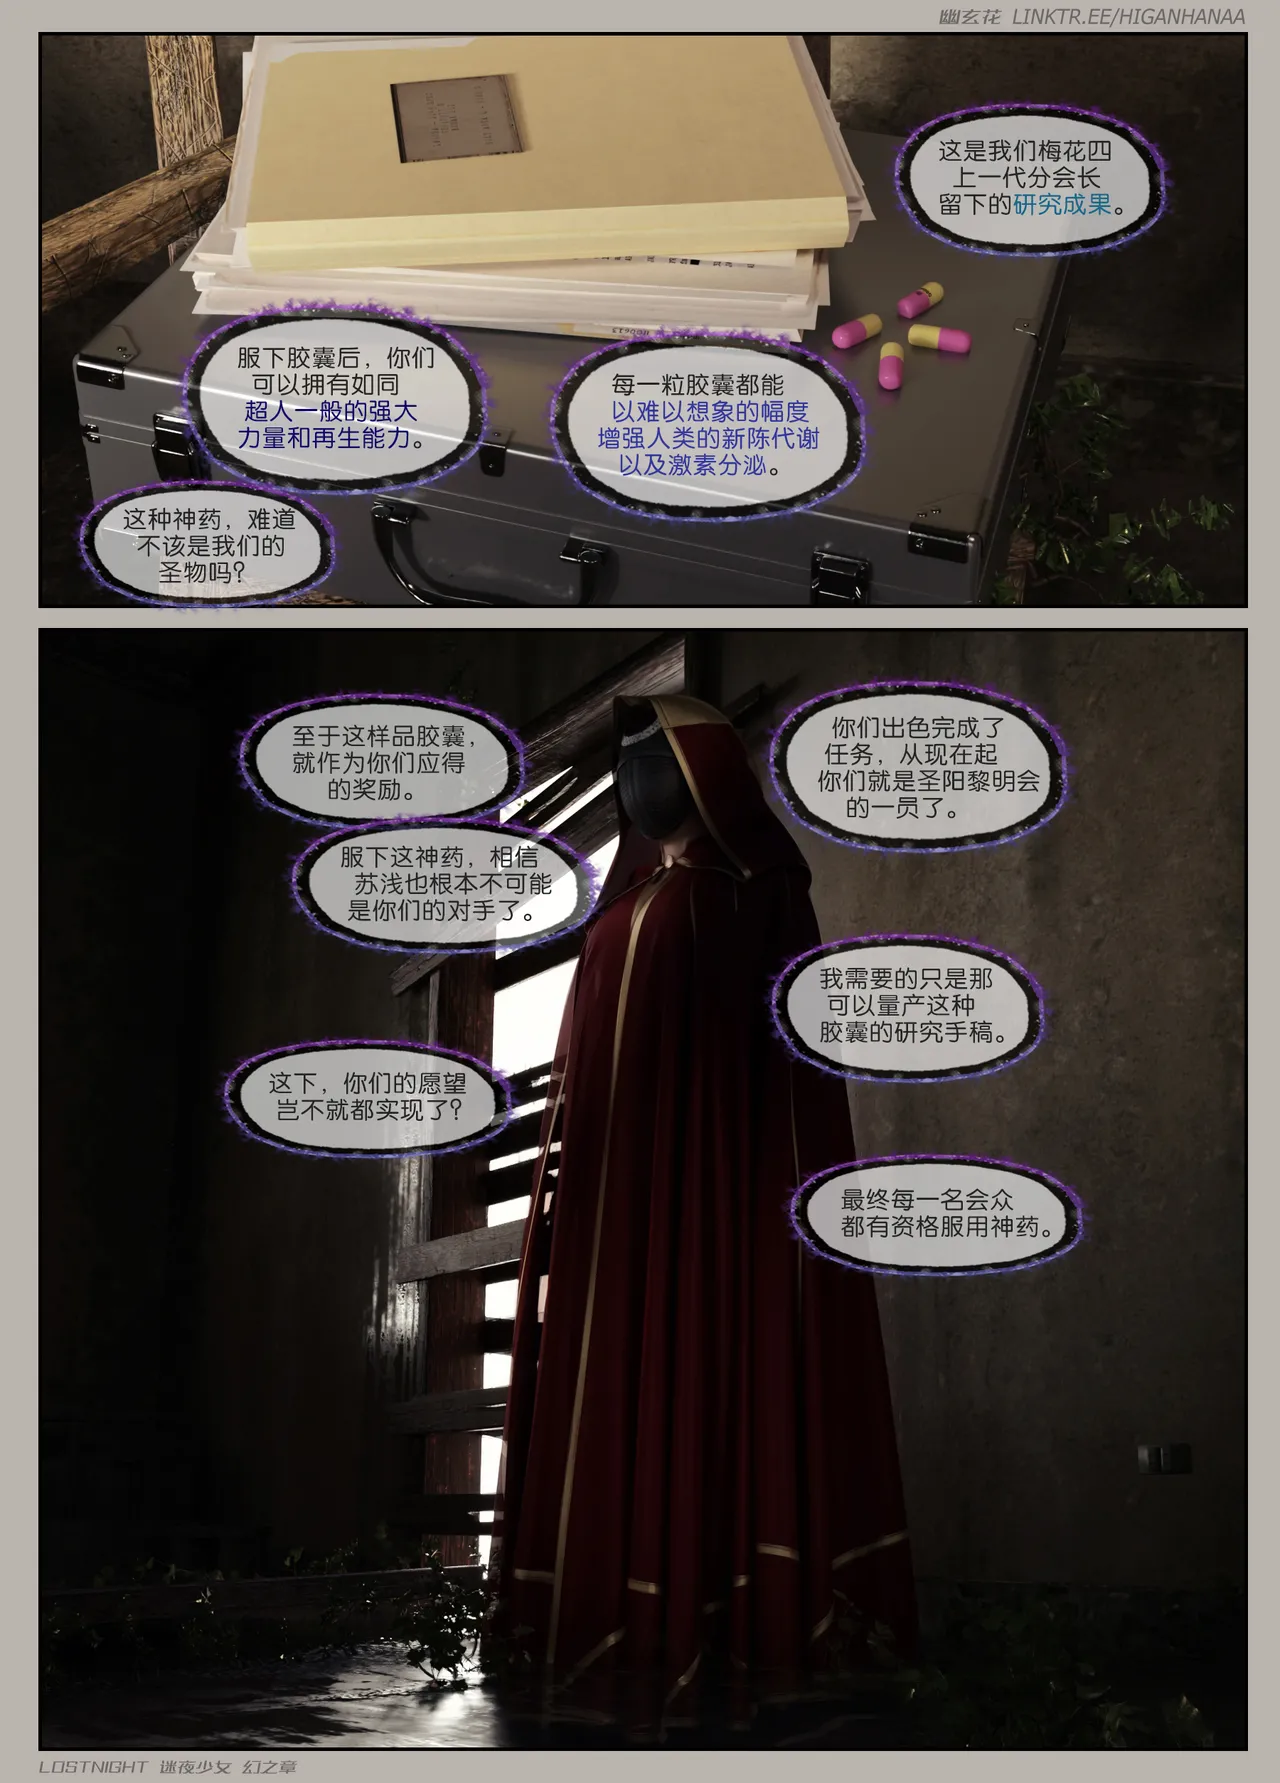 幽玄花 LINKTR.EE/HIGANHANAA
这是我们梅花四
上一代分会长
留下的研究成果。
服下胶囊后，你们
可以拥有如同
超人一般的强大
力量和再生能力。
每一粒胶囊都能
以难以想象的幅度
增强人类的新陈代谢
以及激素分泌。
这种神药，难道
不该是我们的
圣物吗？
至于这样品胶囊，
就作为你们应得
的奖励。
你们出色完成了
任务，从现在起
你们就是圣阳黎明会
的一员了。
服下这神药，相信
苏浅也根本不可能
是你们的对手了。
我需要的只是那
可以量产这种
胶囊的研究手稿。
这下，你们的愿望
岂不就都实现了？
最终每一名会众
都有资格服用神药。
LOSTNIGHT 迷夜少女 幻之章